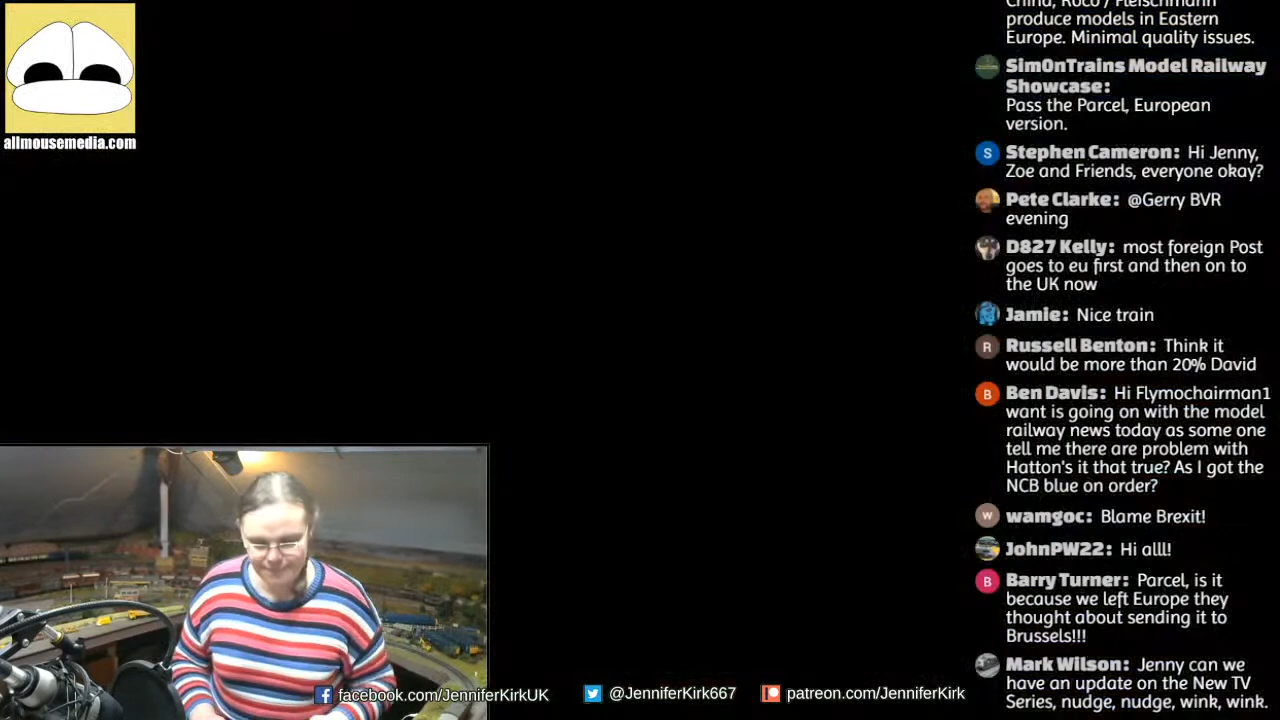 allmousemedia.com
produce models in Eastern
Europe. Minimal quality issues.
Sim0nTrains Model Railway
Showcase:
Pass the Parcel, European
version.
S Stephen Cameron: Hi Jenny,
Zoe and Friends, everyone okay?
Pete Clarke: @Gerry BVR
evening
D827 Kelly: most foreign Post
goes to eu first and then on to
the UK now
Jamie: Nice train
R Russell Benton: Think it
would be more than 20% David
B Ben Davis: Hi Flymochairman1
want is going on with the model
railway news today as some one
tell me there are problem with
Hatton's it that true? As I got the
NCB blue on order?
w wamgoc: Blame Brexit!
JohnPW22: Hi alll!
B Barry Turner: Parcel, is it
because we left Europe they
thought about sending it to
Brussels!!!
Mark Wilson: Jenny can we
have an update on the New TV
Series, nudge, nudge, wink, wink.
facebook.com/JenniferKirkUK @JenniferKirk667 patreon.com/JenniferKirk